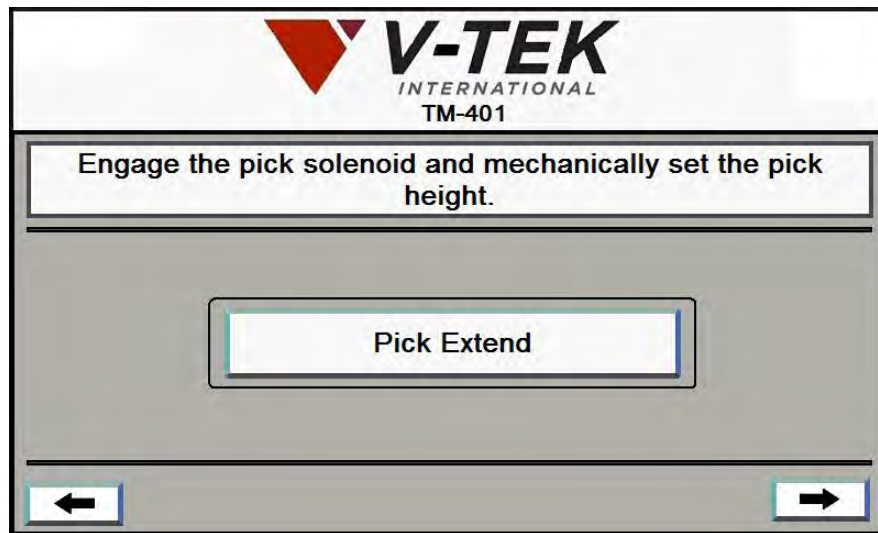 V-TEK
INTERNATIONAL
TM-401
Engage the pick solenoid and mechanically set the pick
height.
Pick Extend